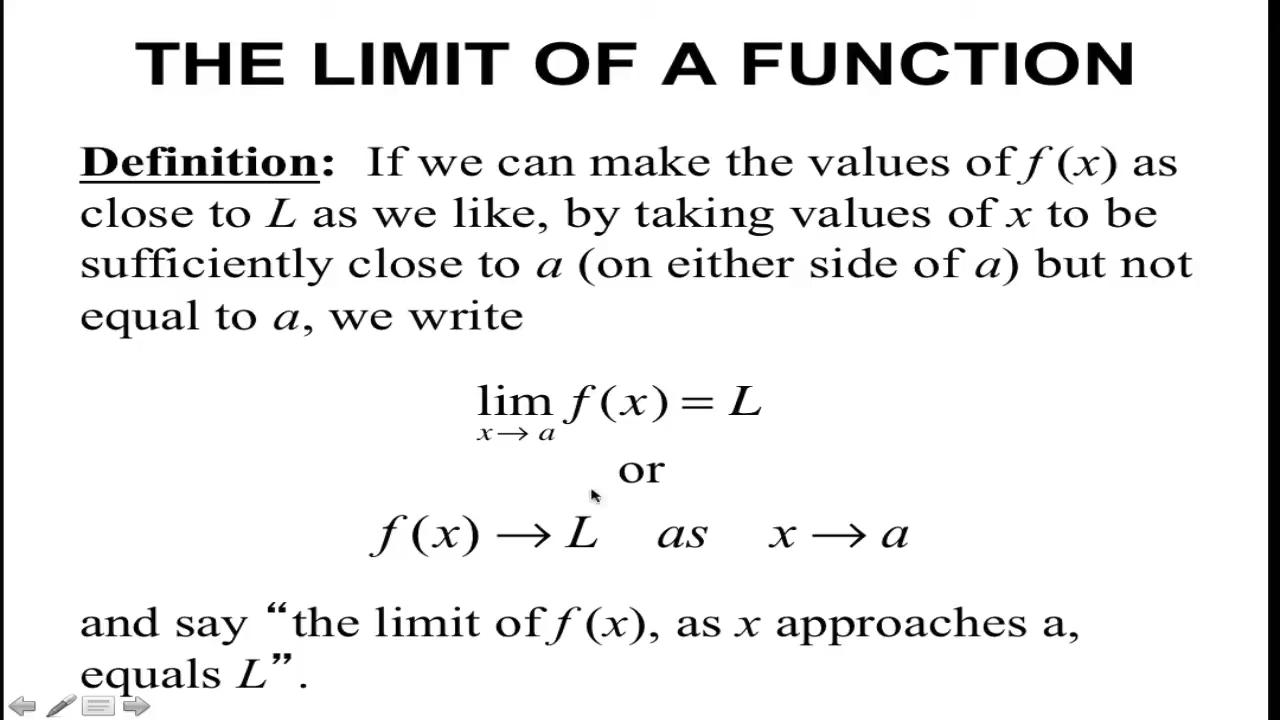 THE LIMIT OF A FUNCTION
Definition: If we can make the values of f (x) as
close to L as we like, by taking values of x to be
sufficiently close to a (on either side of a) but not
equal to a, we write
lim f (x) = L
x → a
or
f (x) → L as x → a
and say “the limit of f (x), as x approaches a,
equals L”.